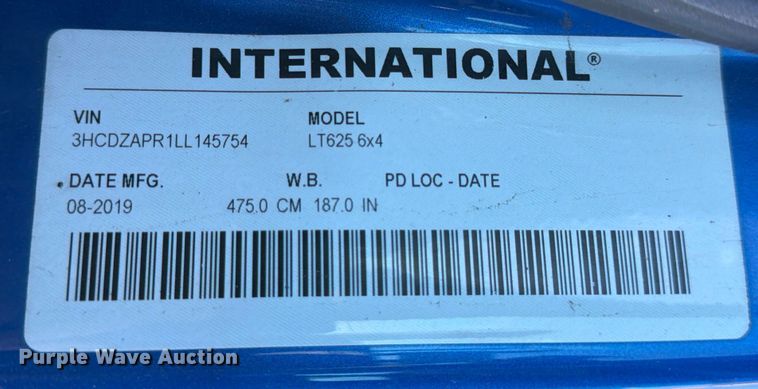 INTERNATIONAL®
VIN MODEL
3HCDZAPR1LL145754 LT625 6x4
DATE MFG. W.B. PD LOC - DATE
08-2019 475.0 CM 187.0 IN
Purple Wave Auction